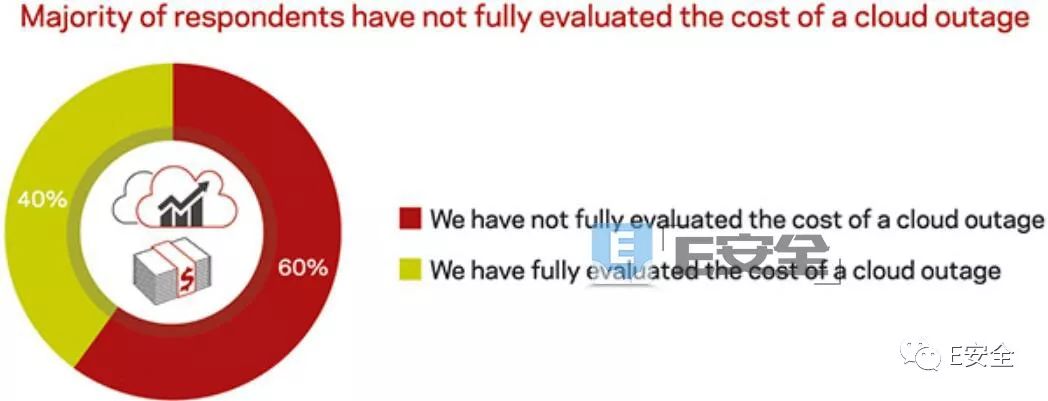 Majority of respondents have not fully evaluated the cost of a cloud outage
40%
60%
$
We have not fully evaluated the cost of a cloud outage
E E安全
We have fully evaluated the cost of a cloud outage
E安全